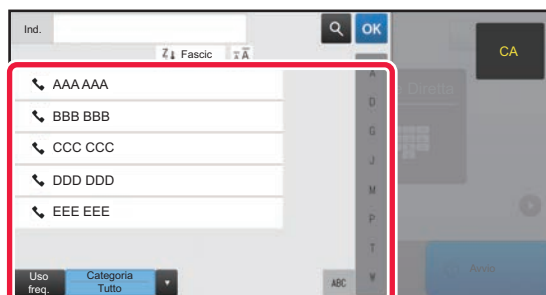 Ind.
OK
CA
Fascic
A
AAA AAA
BBB BBB
CCC CCC
DDD DDD
EEE EEE
A
D
G
J
M
P
T
W
Diretta
Uso freq.
Categoria
Tutto
ABC
Avvio